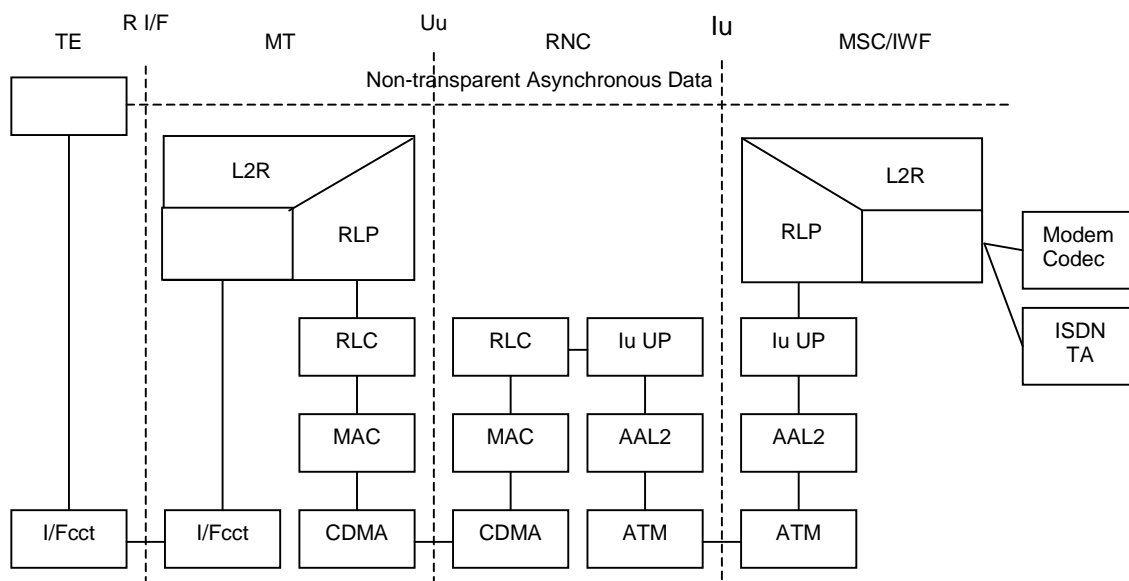 TE R I/F MT Uu RNC Iu MSC/IWF
Non-transparent Asynchronous Data
L2R L2R
RLP RLP
Modem
Codec
RLC RLC Iu UP Iu UP
ISDN
TA
MAC MAC AAL2 AAL2
I/Fcct I/Fcct CDMA CDMA ATM ATM